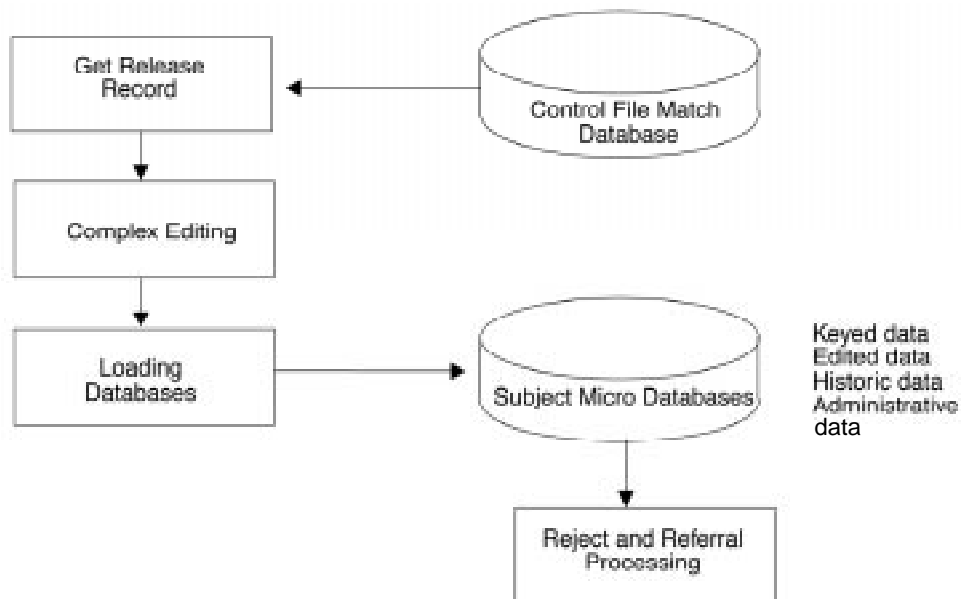 Get Release
Record
Control File Match
Database
Complex Editing
Loading
Databases
Subject Micro Databases
Keyed data
Edited data
Historic data
Administrative
data
Reject and Referral
Processing